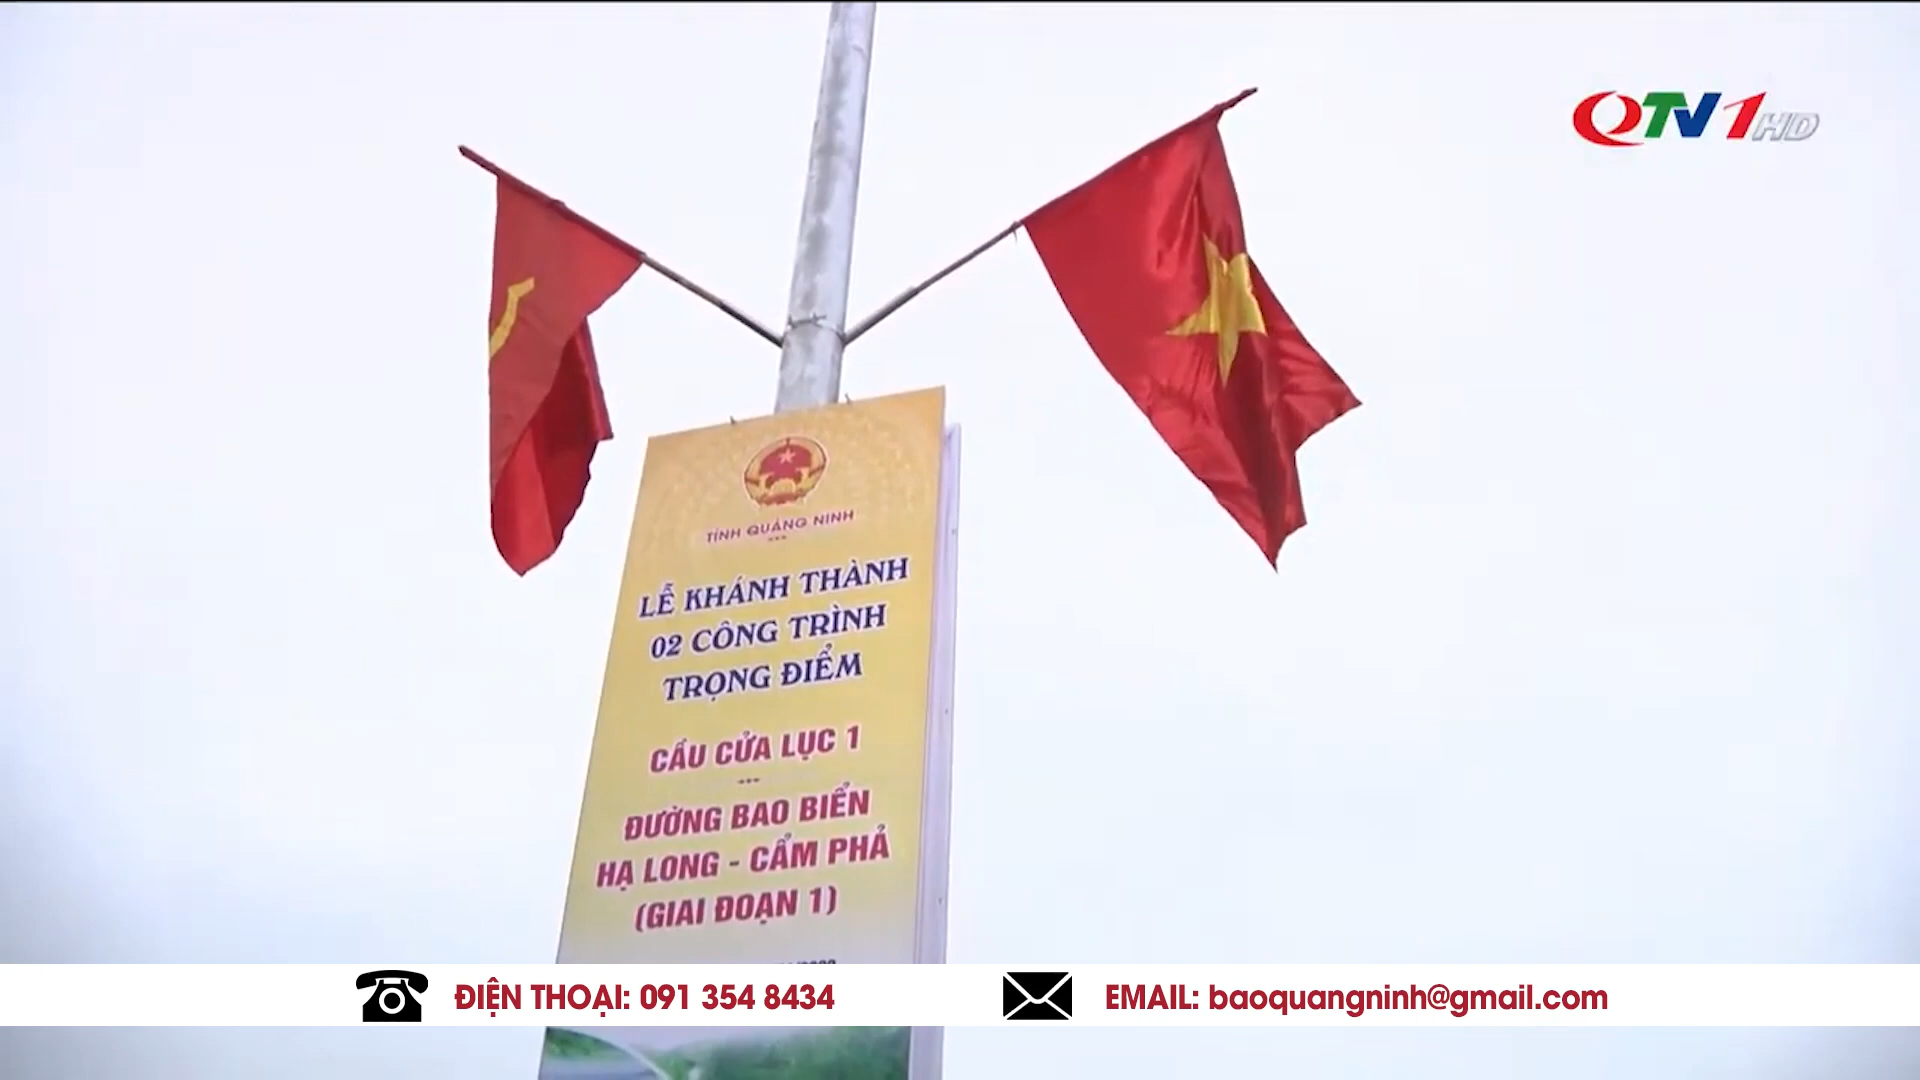 QTV1HD
TỈNH QUẢNG NINH
LỄ KHÁNH THÀNH
02 CÔNG TRÌNH
TRỌNG ĐIỂM
CẦU CỬA LỤC 1
ĐƯỜNG BAO BIỂN
HẠ LONG - CẨM PHẢ
(GIAI ĐOẠN 1)
ĐIỆN THOẠI: 091 354 8434
EMAIL: baoquangninh@gmail.com